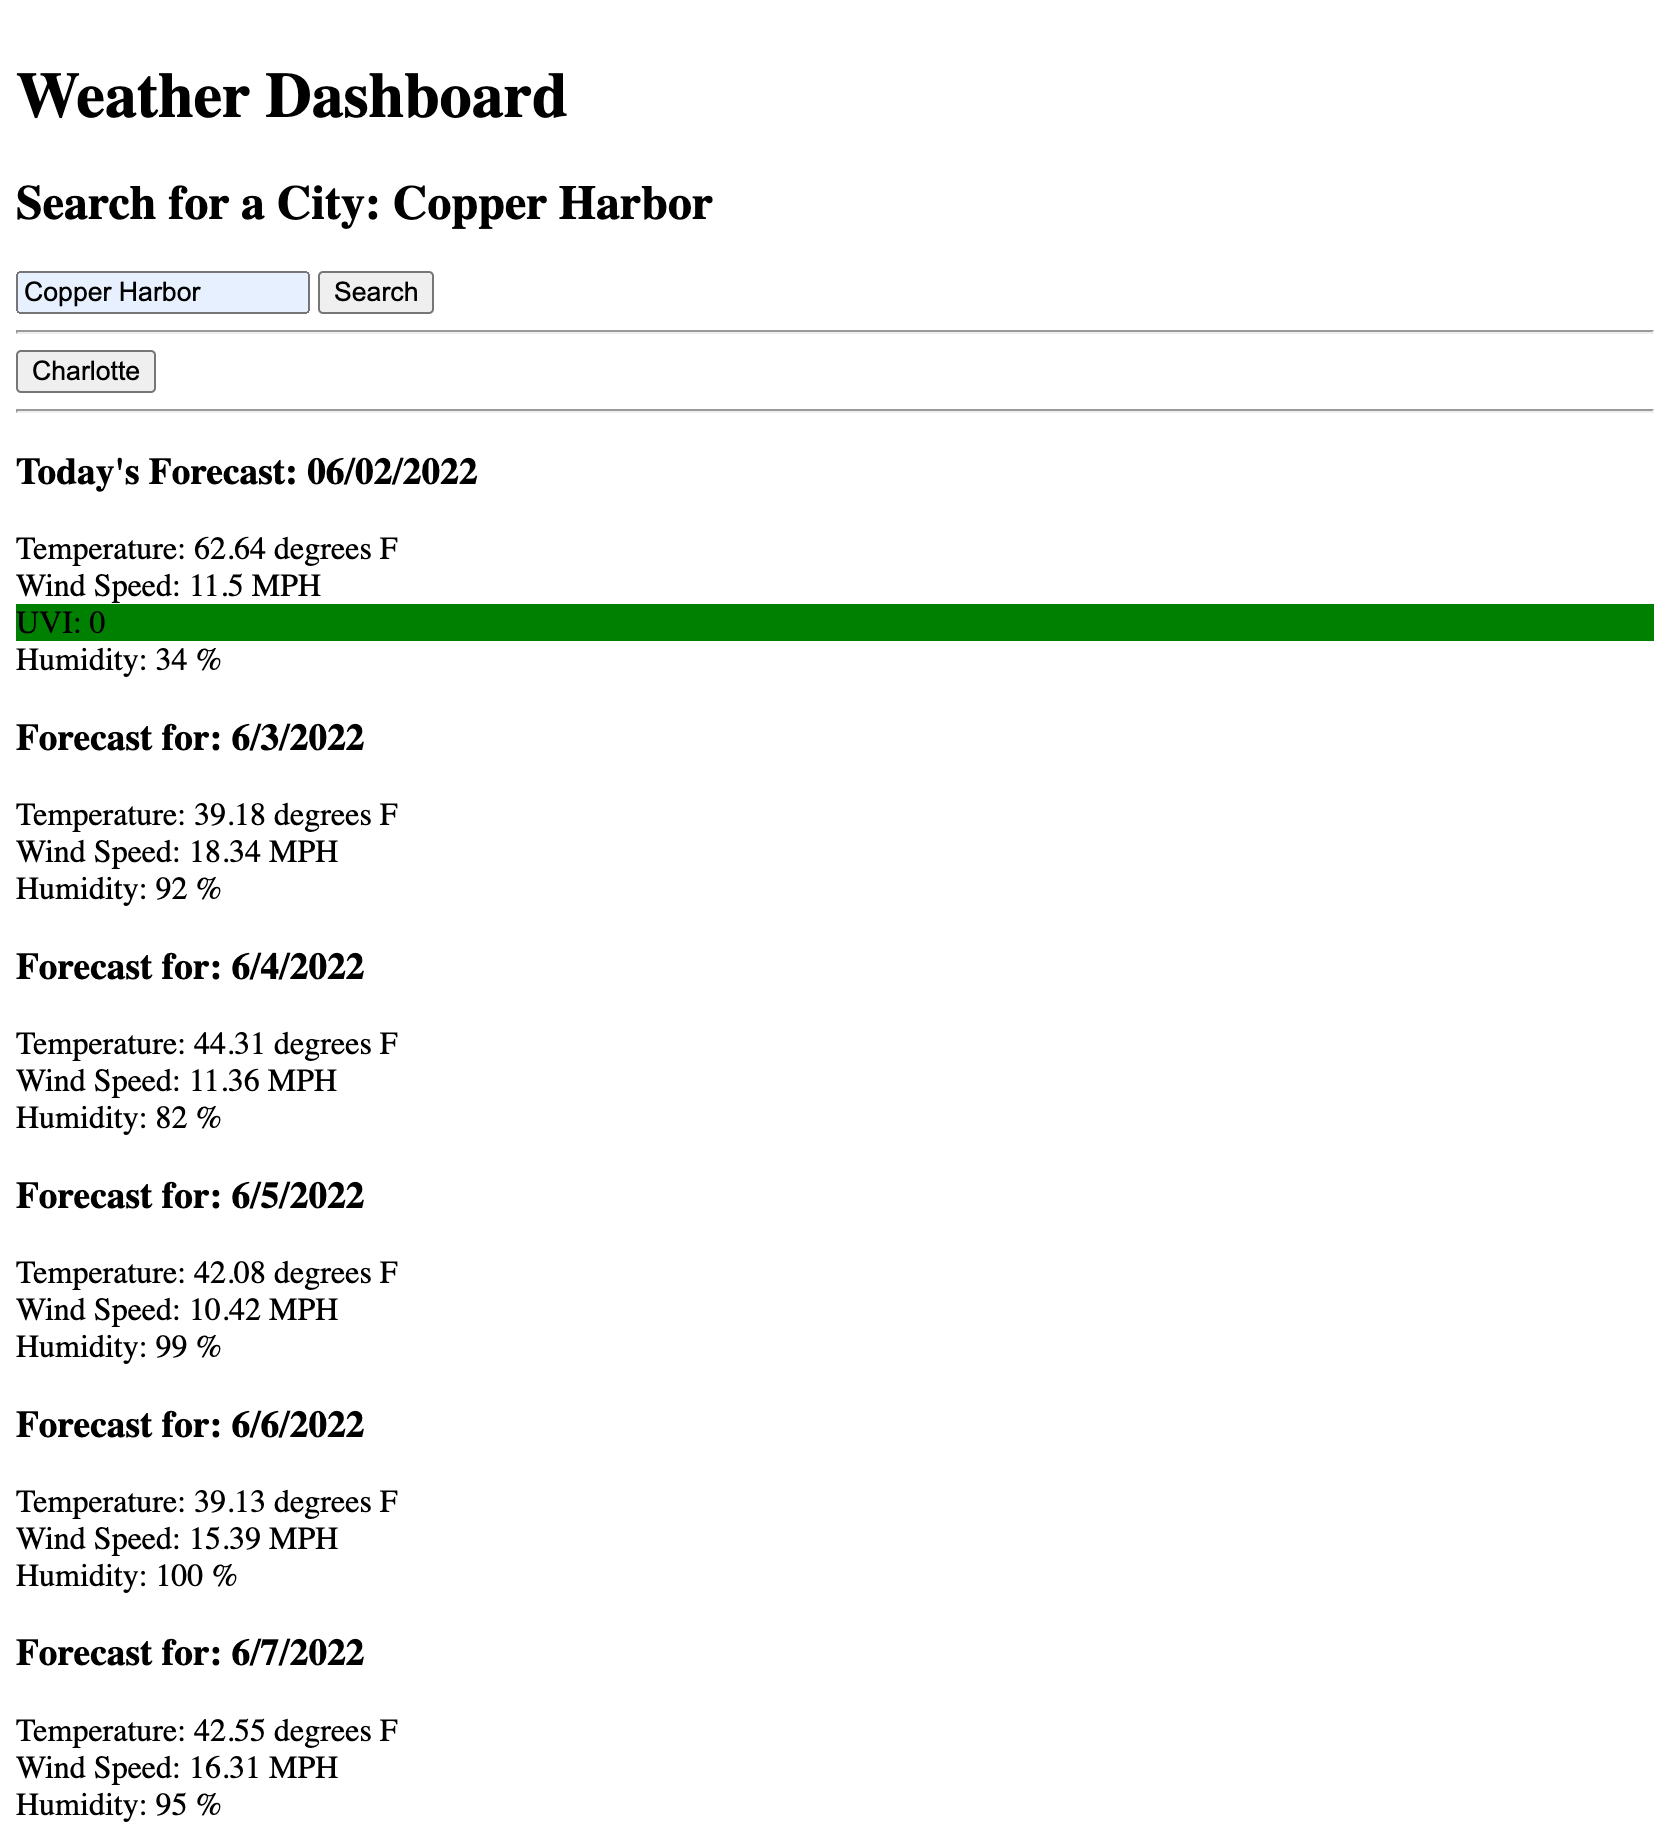 Weather Dashboard
Search for a City: Copper Harbor
Copper Harbor Search
Charlotte
Today's Forecast: 06/02/2022
Temperature: 62.64 degrees F
Wind Speed: 11.5 MPH
UVI: 0
Humidity: 34 %
Forecast for: 6/3/2022
Temperature: 39.18 degrees F
Wind Speed: 18.34 MPH
Humidity: 92 %
Forecast for: 6/4/2022
Temperature: 44.31 degrees F
Wind Speed: 11.36 MPH
Humidity: 82 %
Forecast for: 6/5/2022
Temperature: 42.08 degrees F
Wind Speed: 10.42 MPH
Humidity: 99 %
Forecast for: 6/6/2022
Temperature: 39.13 degrees F
Wind Speed: 15.39 MPH
Humidity: 100 %
Forecast for: 6/7/2022
Temperature: 42.55 degrees F
Wind Speed: 16.31 MPH
Humidity: 95 %